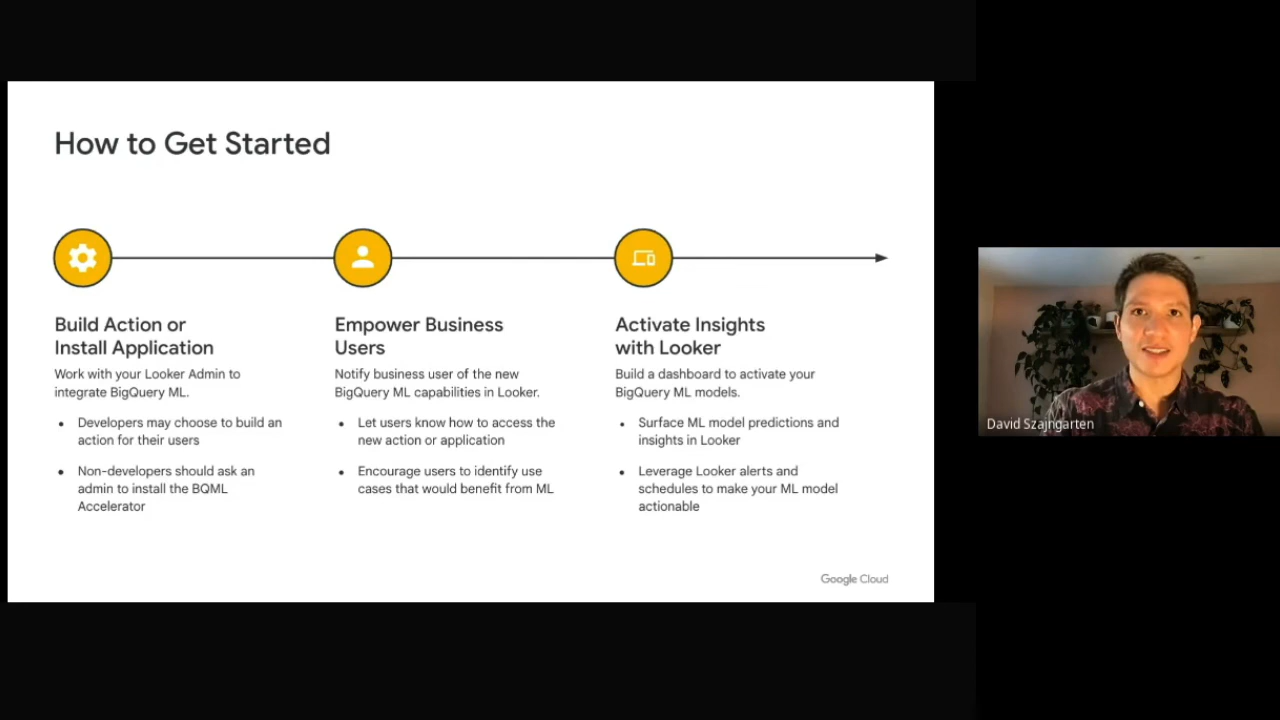 How to Get Started
Build Action or
Install Application
Work with your Looker Admin to
integrate BigQuery ML.
• Developers may choose to build an
action for their users
• Non-developers should ask an
admin to install the BQML
Accelerator
Empower Business
Users
Notify business user of the new
BigQuery ML capabilities in Looker.
• Let users know how to access the
new action or application
• Encourage users to identify use
cases that would benefit from ML
Activate Insights
with Looker
Build a dashboard to activate your
BigQuery ML models.
• Surface ML model predictions and
insights in Looker
• Leverage Looker alerts and
schedules to make your ML model
actionable
Google Cloud
David Szajngarten